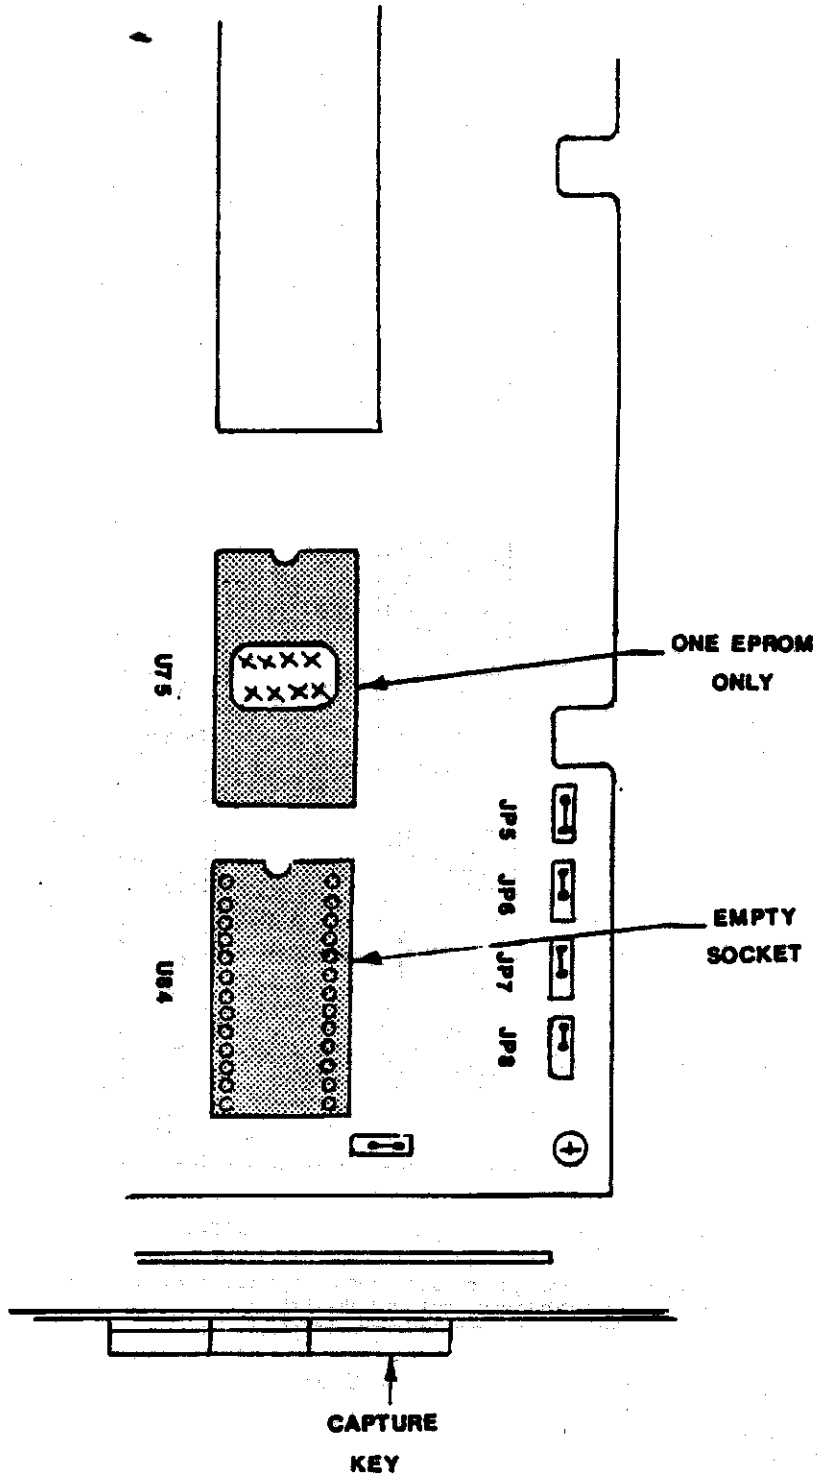 ONE EPROM
ONLY
U75
XXXX
XXXX
JP5
JP6
EMPTY
SOCKET
JP7
U84
JP8
CAPTURE
KEY